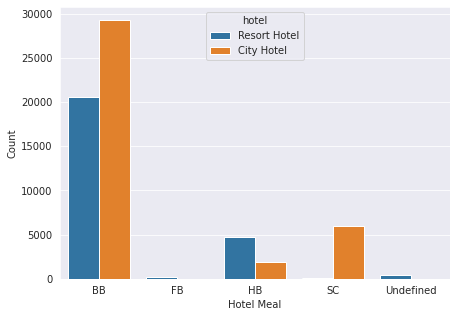 hotel
Resort Hotel
City Hotel
30000
25000
20000
15000
10000
5000
0
Count
BB FB HB SC Undefined
Hotel Meal